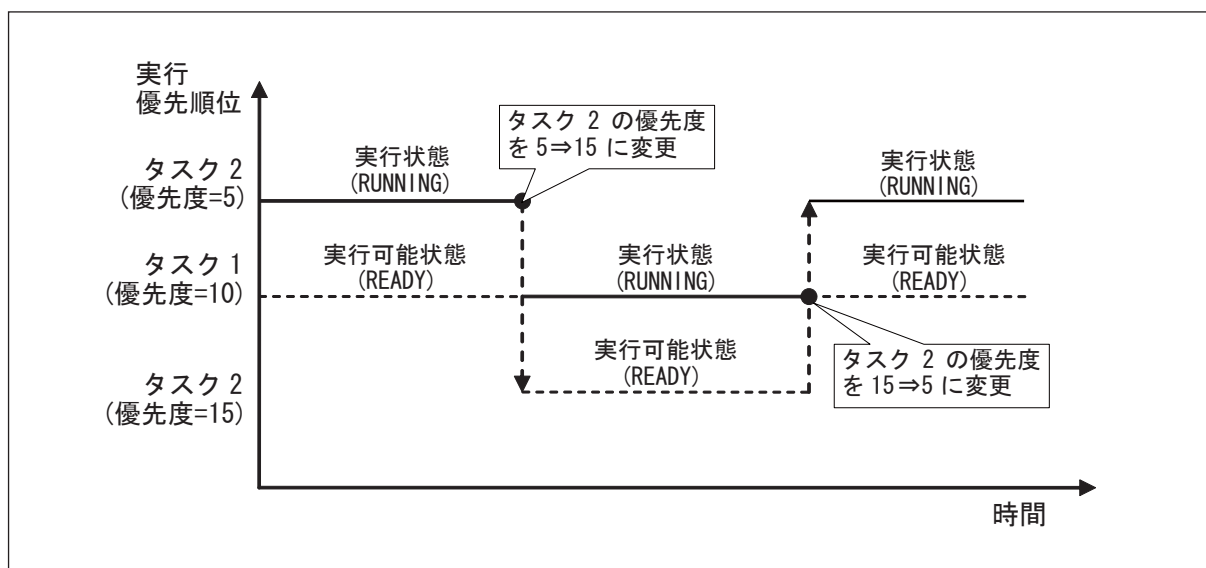 実行
優先順位
タスク 2 の優先度
を 5⇒15 に変更
タスク 2
(優先度=5)
実行状態
(RUNNING)
実行状態
(RUNNING)
タスク 1
(優先度=10)
実行可能状態
(READY)
実行状態
(RUNNING)
実行可能状態
(READY)
タスク 2
(優先度=15)
実行可能状態
(READY)
タスク 2 の優先度
を 15⇒5 に変更
時間